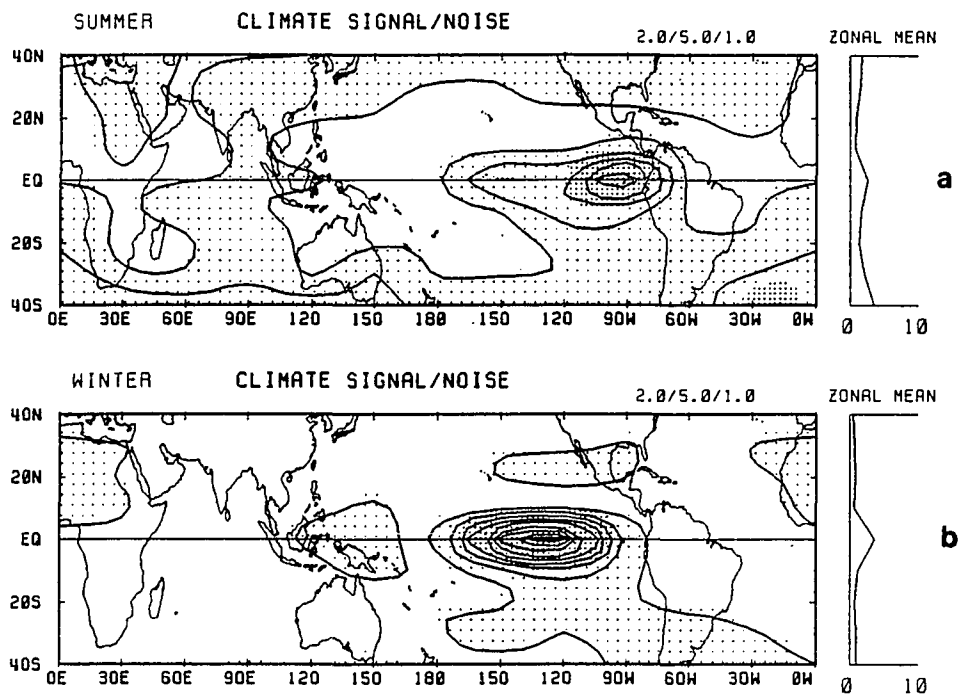 SUMMER CLIMATE SIGNAL/NOISE
2.0/5.0/1.0 ZONAL MEAN
40N
20N
EQ
20S
40S
0E 30E 60E 90E 120 150 180 150 120 90W 60W 30W 0W
0 10
a
WINTER CLIMATE SIGNAL/NOISE
2.0/5.0/1.0 ZONAL MEAN
40N
20N
EQ
20S
40S
0E 30E 60E 90E 120 150 180 150 120 90W 60W 30W 0W
0 10
b